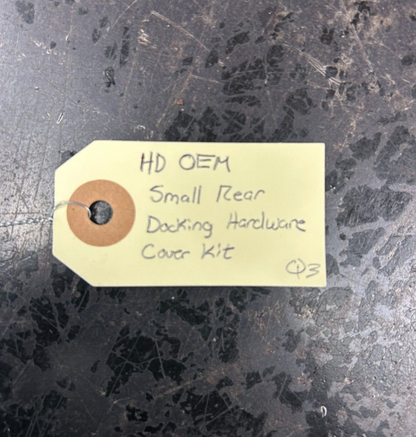 HD OEM
Small Rear
Docking Hardware
Cover Kit
Q3